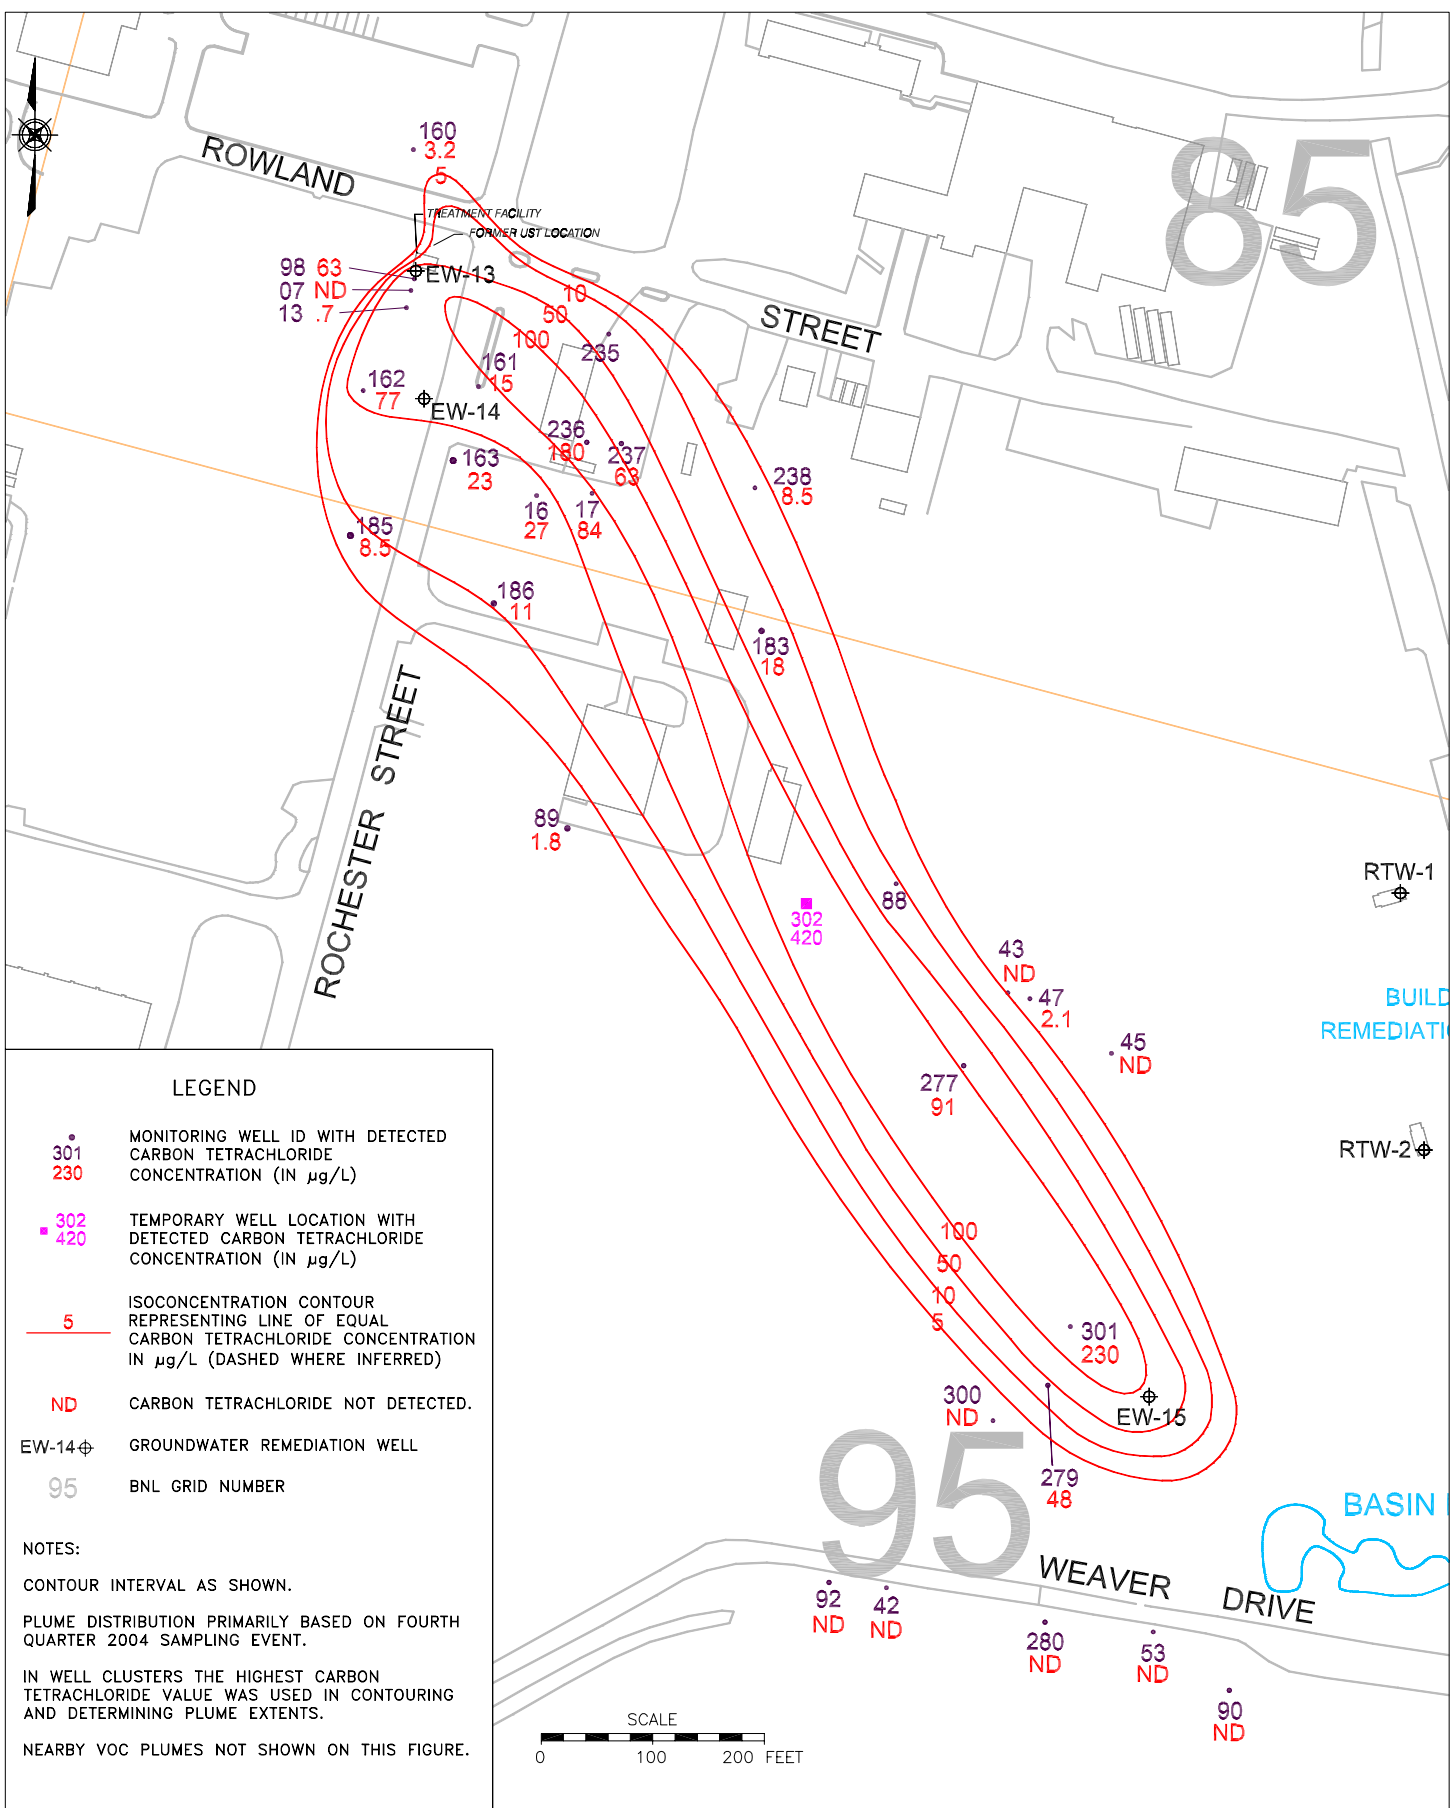 160
3.2
5
ROWLAND
TREATMENT FACILITY
FORMER UST LOCATION
85
98 63
07 ND
13 .7
EW-13
10
50
100
STREET
235
161
15
162
77
EW-14
236
180
237
63
163
23
238
8.5
16
27
17
84
185
8.5
186
11
183
18
ROCHESTER STREET
89
1.8
88
302
420
RTW-1
43
ND
47
2.1
BUILD
REMEDIATI
45
ND
277
91
RTW-2
100
50
10
5
301
230
300
ND
EW-15
279
48
95
BASIN
WEAVER DRIVE
92
ND
42
ND
280
ND
53
ND
90
ND
SCALE
0 100 200 FEET
LEGEND
301
230
MONITORING WELL ID WITH DETECTED
CARBON TETRACHLORIDE
CONCENTRATION (IN µg/L)
302
420
TEMPORARY WELL LOCATION WITH
DETECTED CARBON TETRACHLORIDE
CONCENTRATION (IN µg/L)
5
ISOCONCENTRATION CONTOUR
REPRESENTING LINE OF EQUAL
CARBON TETRACHLORIDE CONCENTRATION
IN µg/L (DASHED WHERE INFERRED)
ND CARBON TETRACHLORIDE NOT DETECTED.
EW-14 GROUNDWATER REMEDIATION WELL
95 BNL GRID NUMBER
NOTES:
CONTOUR INTERVAL AS SHOWN.
PLUME DISTRIBUTION PRIMARILY BASED ON FOURTH
QUARTER 2004 SAMPLING EVENT.
IN WELL CLUSTERS THE HIGHEST CARBON
TETRACHLORIDE VALUE WAS USED IN CONTOURING
AND DETERMINING PLUME EXTENTS.
NEARBY VOC PLUMES NOT SHOWN ON THIS FIGURE.